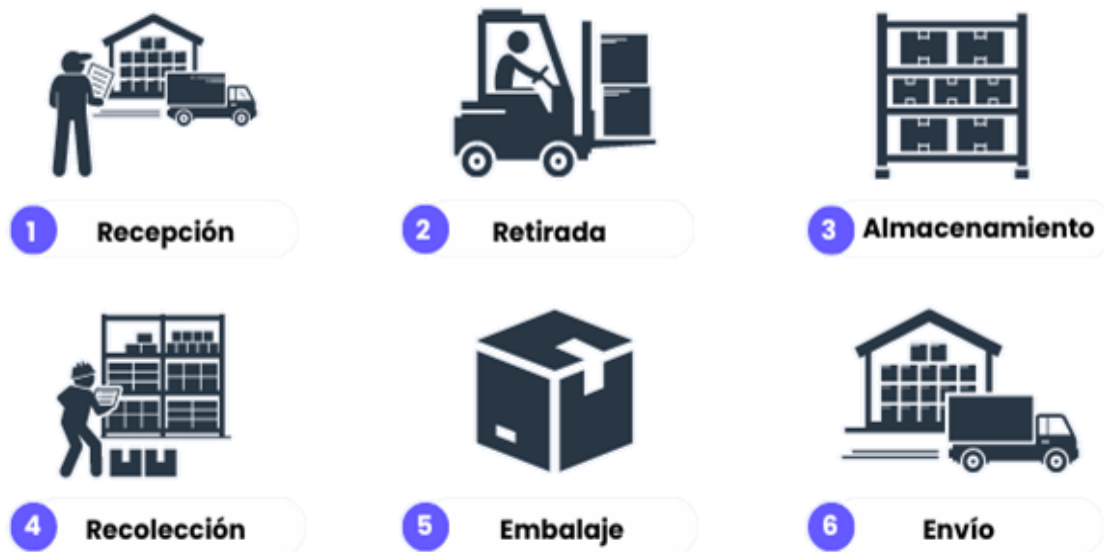 1 Recepción
2 Retirada
3 Almacenamiento
4 Recolección
5 Embalaje
6 Envío